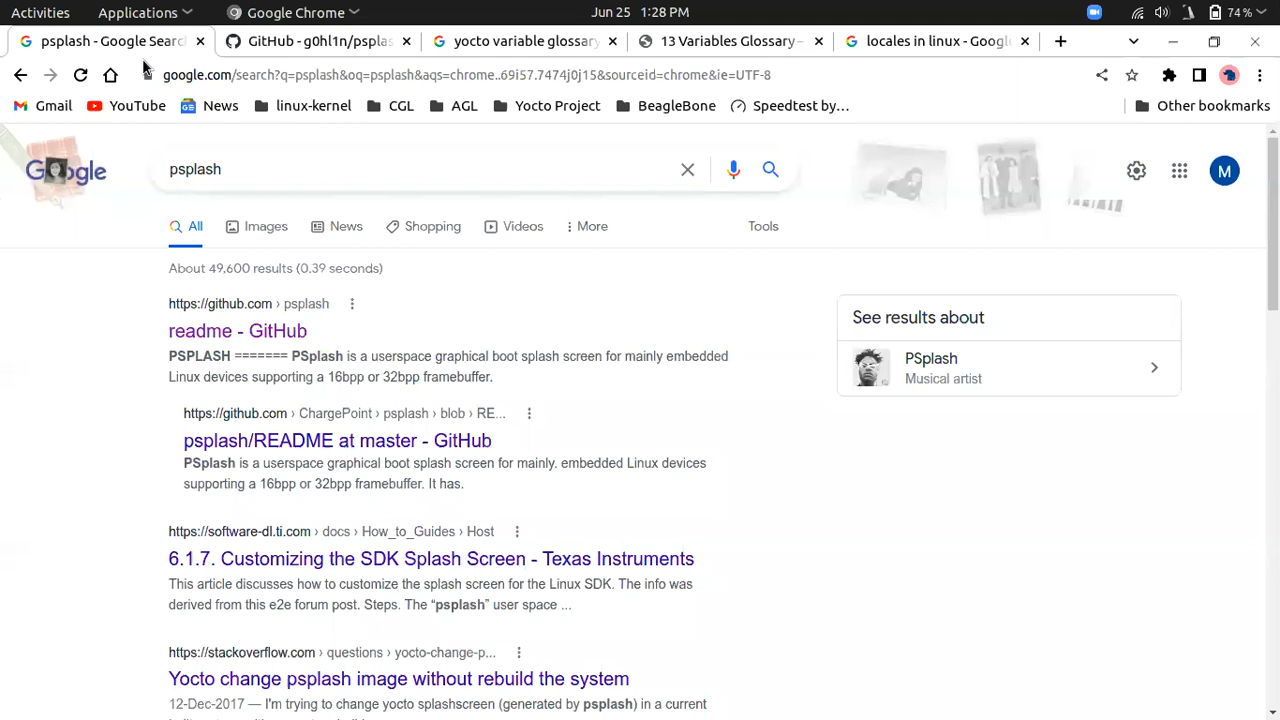 Activities Applications Google Chrome Jun 25 1:28 PM 74 %
psplash - Google Search GitHub - g0hl1n/psplas yocto variable glossary 13 Variables Glossary — locales in linux - Googl
google.com/search?q=psplash&oq=psplash&aqs=chrome..69i57.7474j0j15&sourceid=chrome&ie=UTF-8
Gmail YouTube News linux-kernel CGL AGL Yocto Project BeagleBone Speedtest by... Other bookmarks
Google psplash M
All Images News Shopping Videos More Tools
About 49,600 results (0.39 seconds)
https://github.com › psplash
readme - GitHub
PSPLASH ======= PSplash is a userspace graphical boot splash screen for mainly embedded
Linux devices supporting a 16bpp or 32bpp framebuffer.
https://github.com › ChargePoint › psplash › blob › RE...
psplash/README at master - GitHub
PSplash is a userspace graphical boot splash screen for mainly. embedded Linux devices
supporting a 16bpp or 32bpp framebuffer. It has.
https://software-dl.ti.com › docs › How_to_Guides › Host
6.1.7. Customizing the SDK Splash Screen - Texas Instruments
This article discusses how to customize the splash screen for the Linux SDK. The info was
derived from this e2e forum post. Steps. The “psplash” user space ...
https://stackoverflow.com › questions › yocto-change-p...
Yocto change psplash image without rebuild the system
12-Dec-2017 — I'm trying to change yocto splashscreen (generated by psplash) in a current
See results about
PSplash
Musical artist